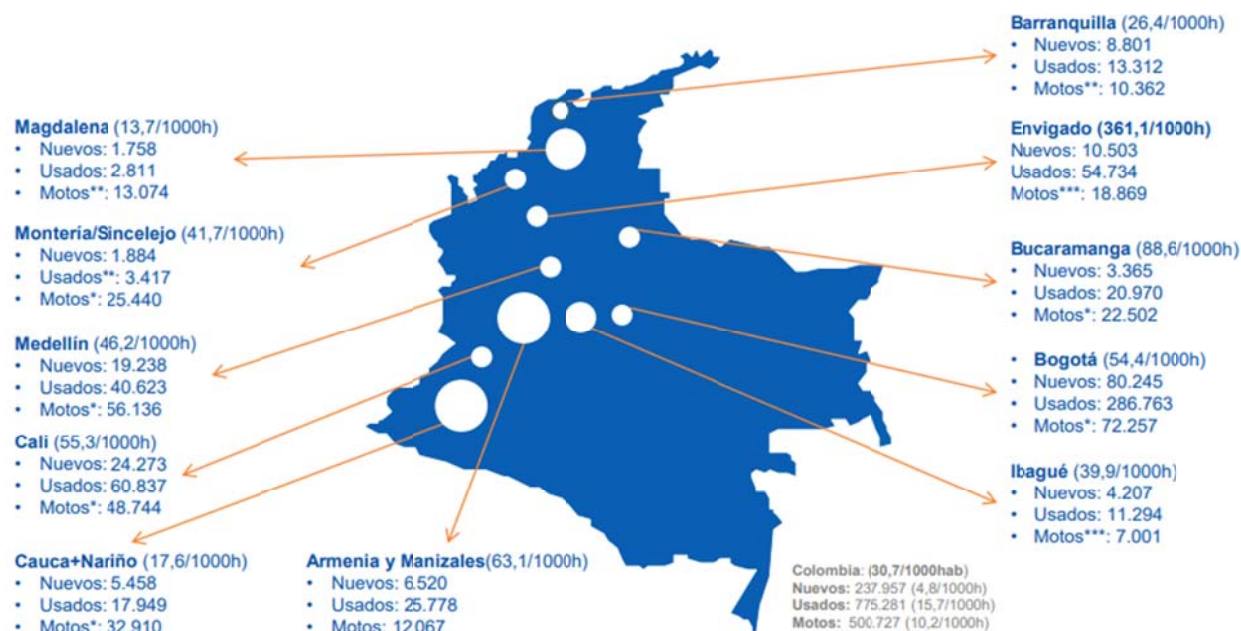 Barranquilla (26,4/1000h)
• Nuevos: 8.801
• Usados: 13.312
• Motos**: 10.362
Magdalena (13,7/1000h)
• Nuevos: 1.758
• Usados: 2.811
• Motos**: 13.074
Envigado (361,1/1000h)
Nuevos: 10.503
Usados: 54.734
Motos***: 18.869
Montería/Sincelejo (41,7/1000h)
• Nuevos: 1.884
• Usados**: 3.417
• Motos*: 25.440
Bucaramanga (88,6/1000h)
• Nuevos: 3.365
• Usados: 20.970
• Motos*: 22.502
Medellín (46,2/1000h)
• Nuevos: 19.238
• Usados: 40.623
• Motos*: 56.136
• Bogotá (54,4/1000h)
• Nuevos: 80.245
• Usados: 286.763
• Motos*: 72.257
Cali (55,3/1000h)
• Nuevos: 24.273
• Usados: 60.837
• Motos*: 48.744
Ibagué (39,9/1000h)
• Nuevos: 4.207
• Usados: 11.294
• Motos***: 7.001
Cauca+Nariño (17,6/1000h)
• Nuevos: 5.458
• Usados: 17.949
• Motos*: 32.910
Armenia y Manizales(63,1/1000h)
• Nuevos: 6.520
• Usados: 25.778
• Motos: 12.067
Colombia: (30,7/1000hab)
Nuevos: 237.957 (4,8/1000h)
Usados: 775.281 (15,7/1000h)
Motos: 500.727 (10,2/1000h)